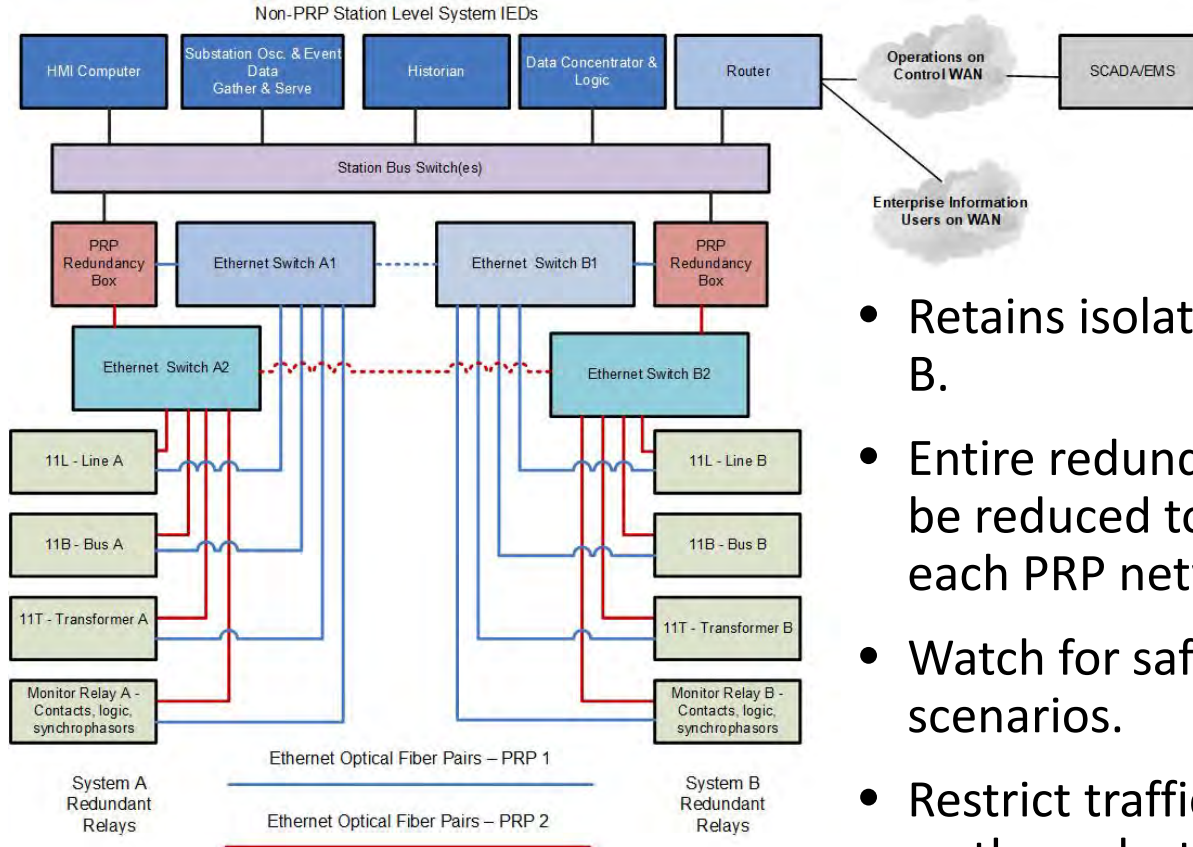 Non-PRP Station Level System IEDs
HMI Computer
Substation Osc. & Event
Data
Gather & Serve
Historian
Data Concentrator &
Logic
Router
Operations on
Control WAN
SCADA/EMS
Station Bus Switch(es)
Enterprise Information
Users on WAN
PRP
Redundancy
Box
Ethernet Switch A1
Ethernet Switch B1
PRP
Redundancy
Box
Ethernet Switch A2
Ethernet Switch B2
11L - Line A
11L - Line B
11B - Bus A
11B - Bus B
11T - Transformer A
11T - Transformer B
Monitor Relay A -
Contacts, logic,
synchrophasors
Monitor Relay B -
Contacts, logic,
synchrophasors
Ethernet Optical Fiber Pairs – PRP 1
System A
Redundant
Relays
System B
Redundant
Relays
Ethernet Optical Fiber Pairs – PRP 2
• Retains isolat
B.
• Entire redund
be reduced to
each PRP netw
• Watch for saf
scenarios.
• Restrict traffic